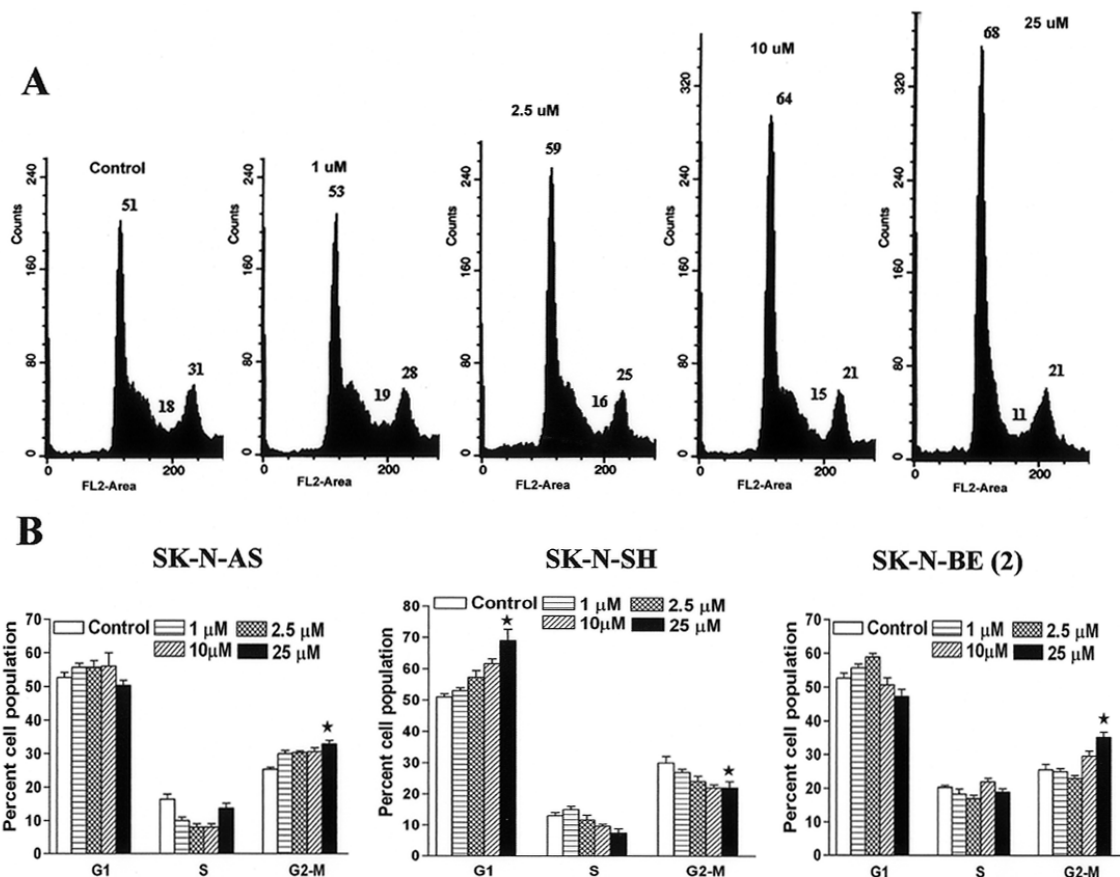 A
Control
1 uM
2.5 uM
10 uM
25 uM
51
18
31
53
19
28
59
16
25
64
15
21
68
11
21
Counts
0 80 160 240
0 200
FL2-Area
Counts
0 80 160 240
0 200
FL2-Area
Counts
0 80 160 240
0 200
FL2-Area
Counts
0 80 160 240 320
0 200
FL2-Area
Counts
0 80 160 240 320
0 200
FL2-Area
B
SK-N-AS
Percent cell population
70
60
50
40
30
20
10
0
Control 1 μM 2.5 μM
10μM 25 μM
★
G1 S G2-M
SK-N-SH
Percent cell population
80
70
60
50
40
30
20
10
0
Control 1 μM 2.5 μM
10μM 25 μM
★
★
G1 S G2-M
SK-N-BE (2)
Percent cell population
70
60
50
40
30
20
10
0
Control 1 μM 2.5 μM
10μM 25 μM
★
G1 S G2-M